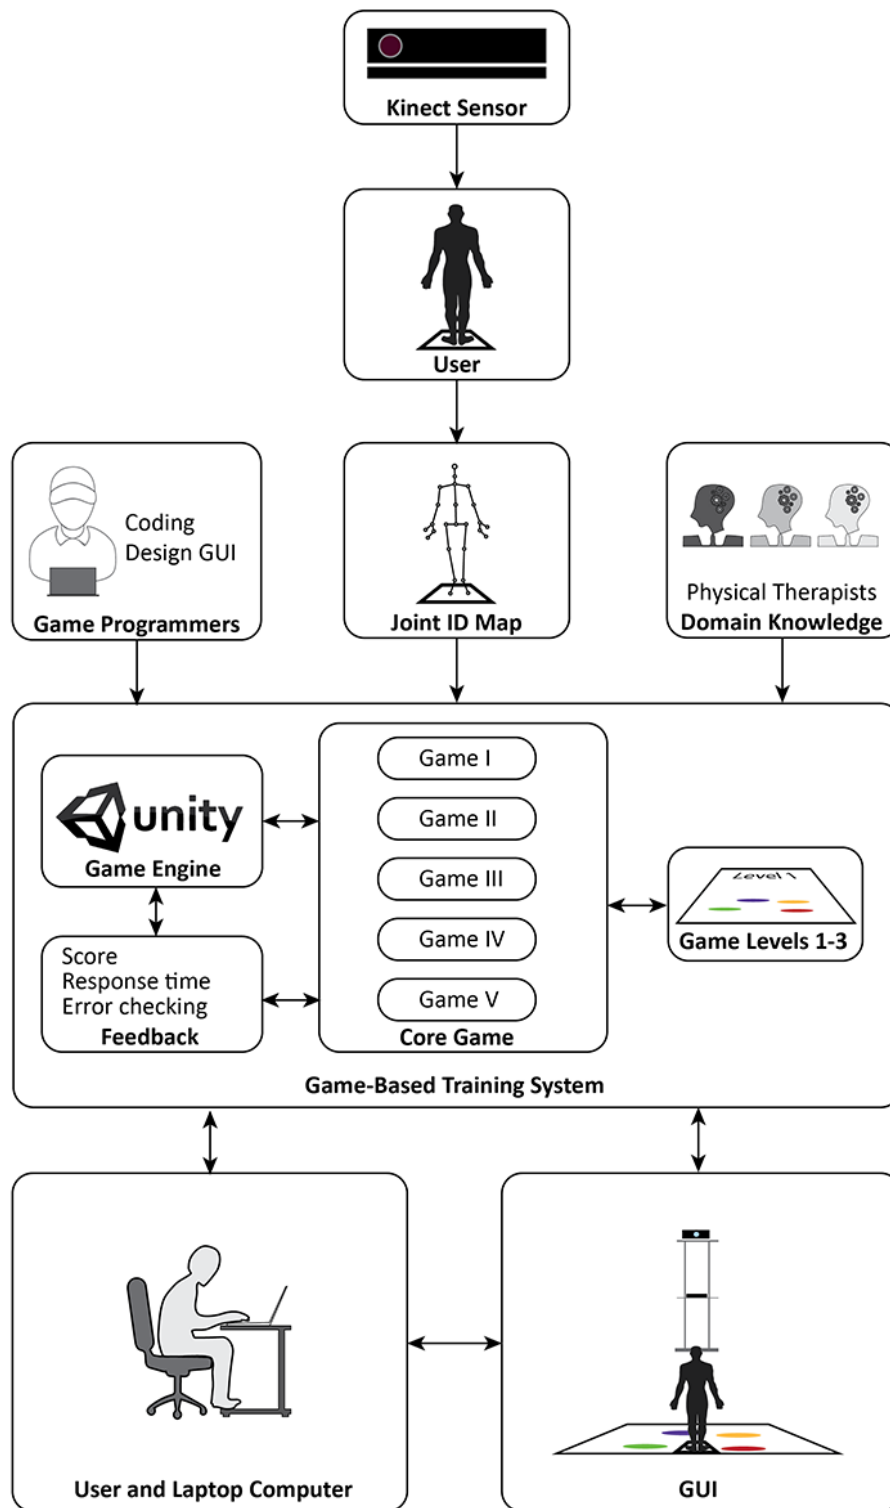 Kinect Sensor
User
Coding
Design GUI
Game Programmers
Joint ID Map
Physical Therapists
Domain Knowledge
unity
Game Engine
Score
Response time
Error checking
Feedback
Game I
Game II
Game III
Game IV
Game V
Core Game
Level 1
Game Levels 1-3
Game-Based Training System
User and Laptop Computer
GUI